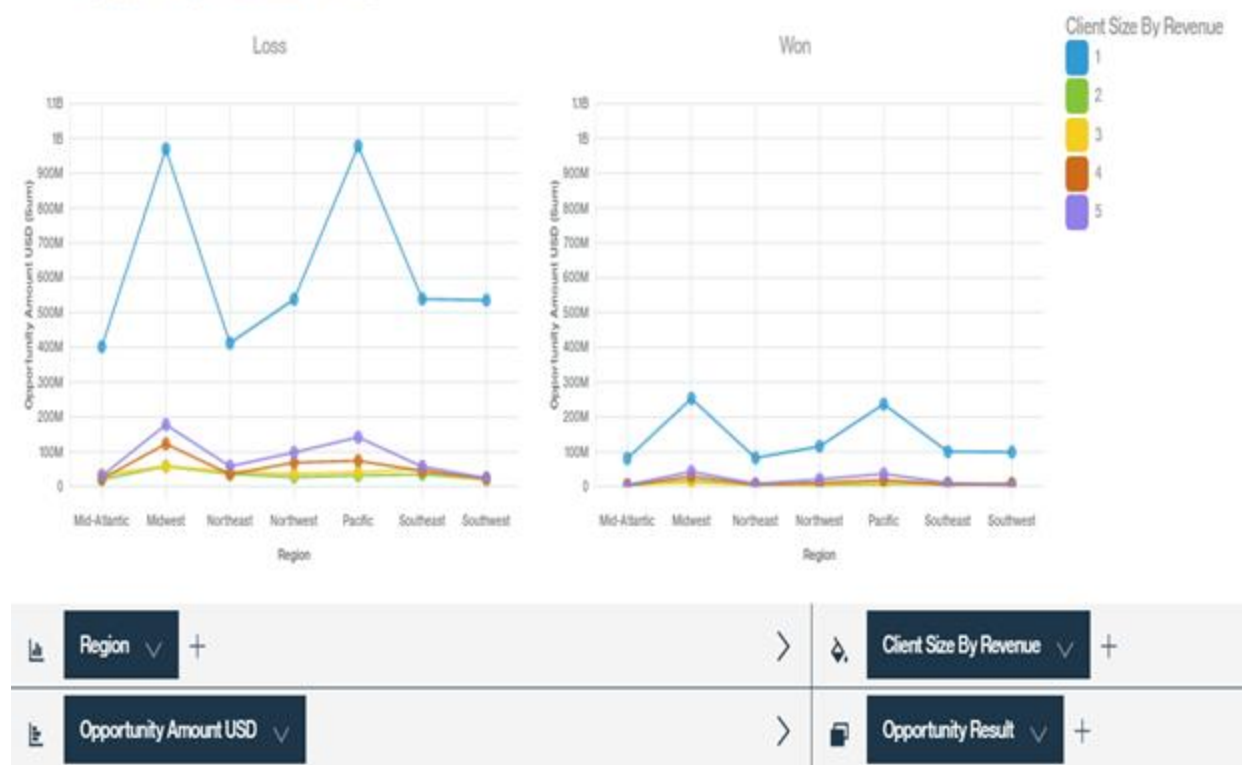 Client Size By Revenue
Loss
Won
1
2
3
4
5
1.1B
1B
900M
800M
700M
600M
500M
400M
300M
200M
100M
0
Opportunity Amount USD (Sum)
Mid-Atlantic Midwest Northeast Northwest Pacific Southeast Southwest
Region
1.1B
1B
900M
800M
700M
600M
500M
400M
300M
200M
100M
0
Opportunity Amount USD (Sum)
Mid-Atlantic Midwest Northeast Northwest Pacific Southeast Southwest
Region
Region
Client Size By Revenue
Opportunity Amount USD
Opportunity Result